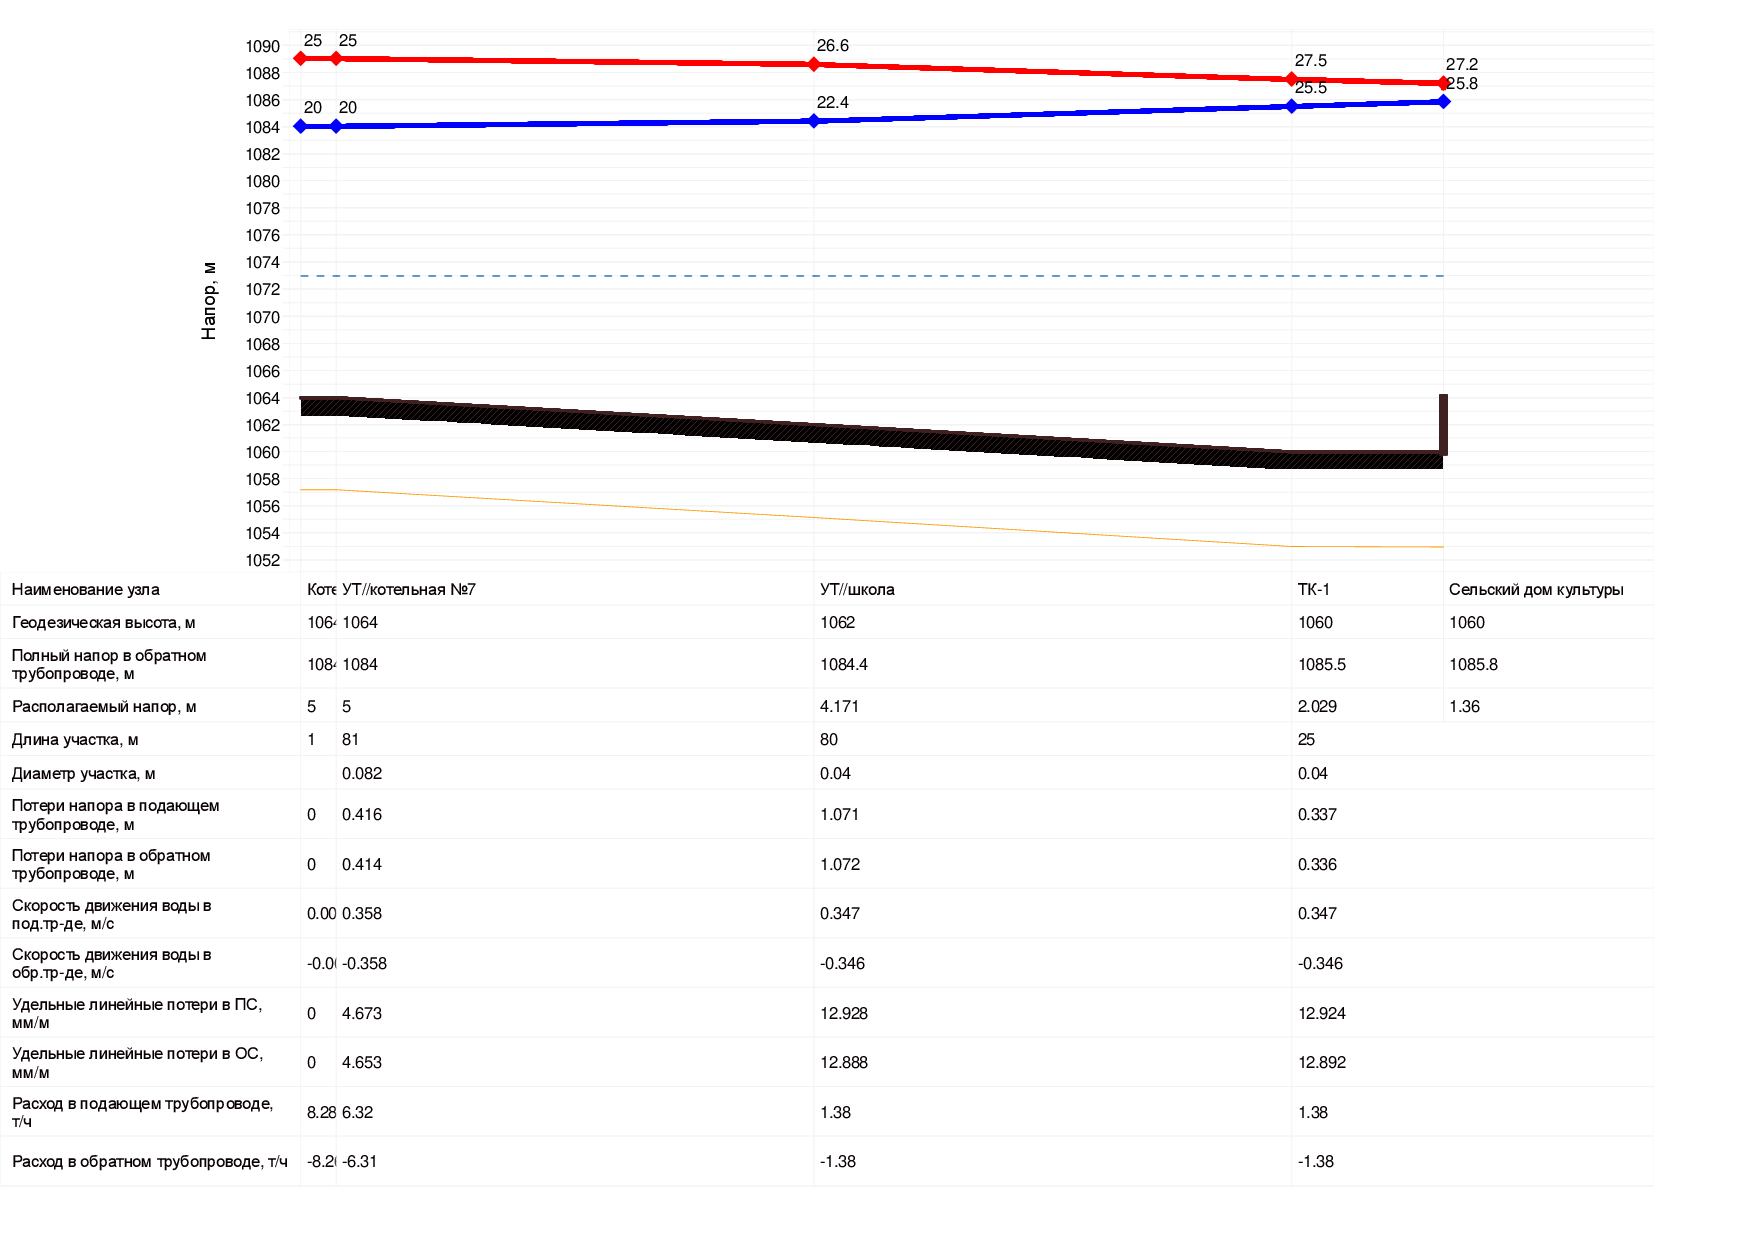 25 25 26.6 27.5 27.2
25.5 25.8
20 20 22.4
1090
1088
1086
1084
1082
1080
1078
1076
1074
1072
1070
1068
1066
1064
1062
1060
1058
1056
1054
1052
Напор, м
Наименование узла Коте УТ//котельная №7 УТ//школа ТК-1 Сельский дом культуры
Геодезическая высота, м 1064 1064 1062 1060 1060
Полный напор в обратном
трубопроводе, м 1084 1084 1084.4 1085.5 1085.8
Располагаемый напор, м 5 5 4.171 2.029 1.36
Длина участка, м 1 81 80 25
Диаметр участка, м 0.082 0.04 0.04
Потери напора в подающем
трубопроводе, м 0 0.416 1.071 0.337
Потери напора в обратном
трубопроводе, м 0 0.414 1.072 0.336
Скорость движения воды в
под.тр-де, м/с 0.00 0.358 0.347 0.347
Скорость движения воды в
обр.тр-де, м/с -0.358 -0.346 -0.346
Удельные линейные потери в ПС,
мм/м 0 4.673 12.928 12.924
Удельные линейные потери в ОС,
мм/м 0 4.653 12.888 12.892
Расход в подающем трубопроводе,
т/ч 8.28 6.32 1.38 1.38
Расход в обратном трубопроводе, т/ч -6.31 -1.38 -1.38